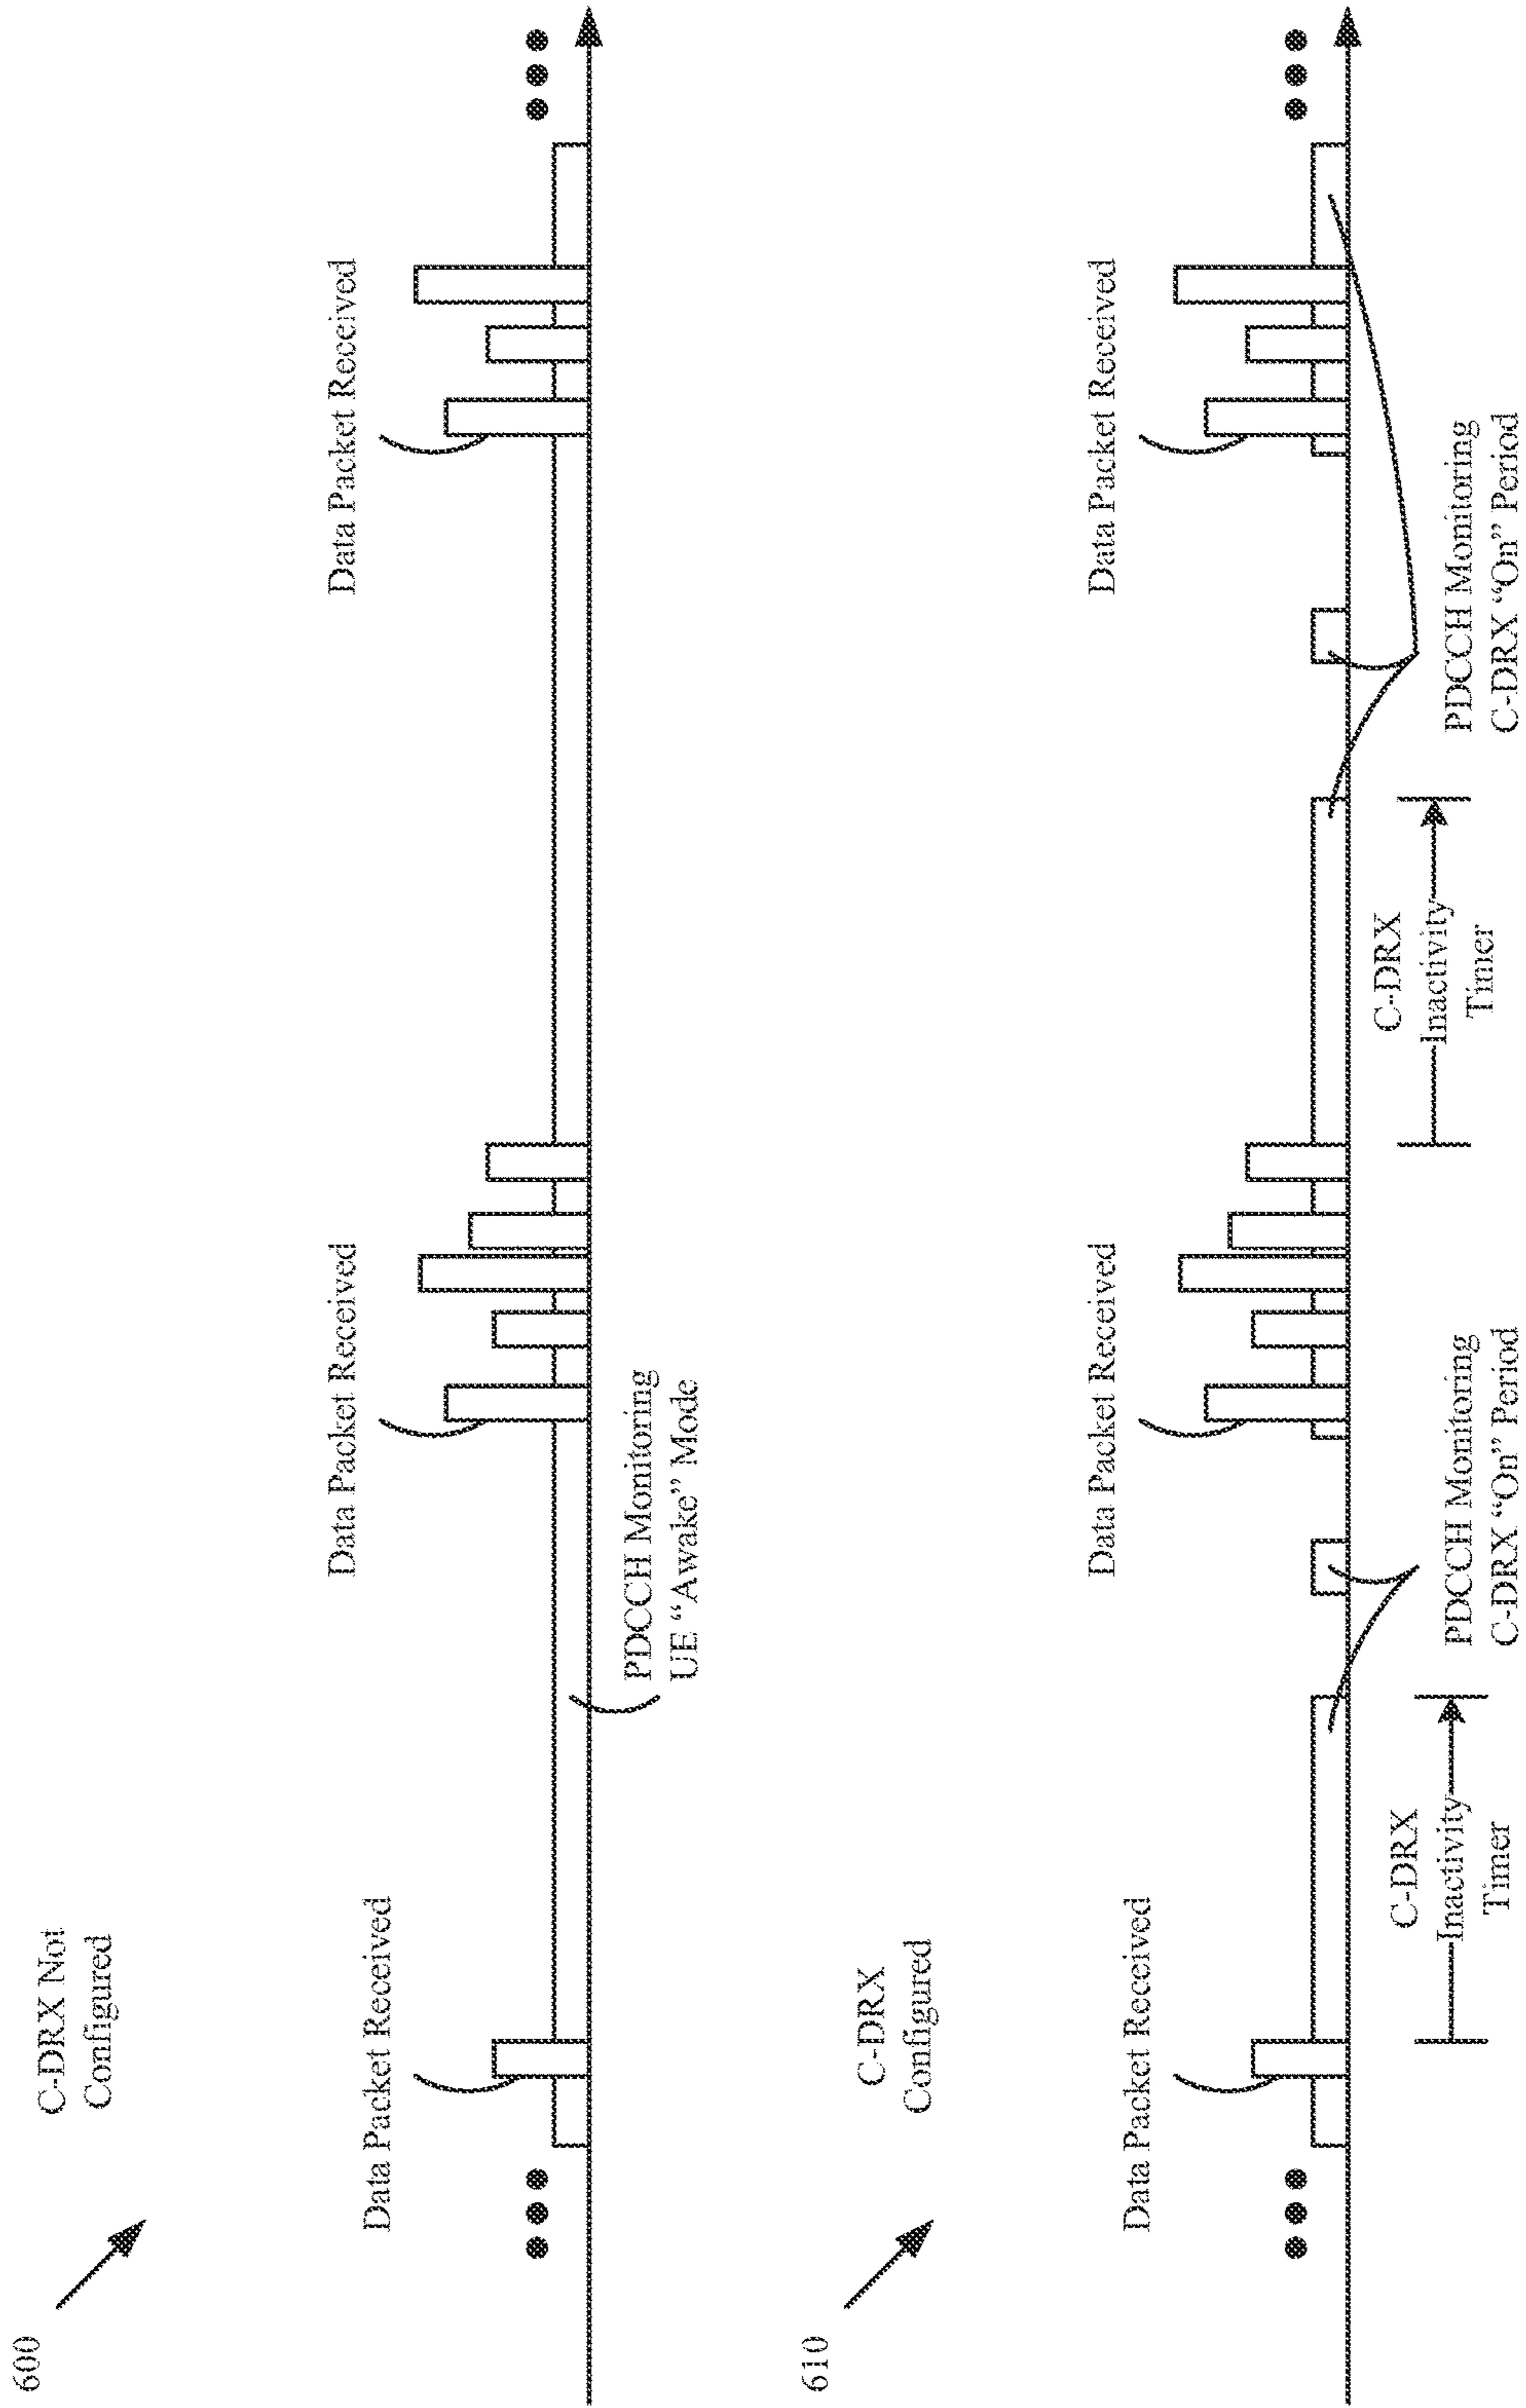 600
C-DRX Not
Configured
Data Packet Received
Data Packet Received
Data Packet Received
PDCCH Monitoring
UE “Awake” Mode
610
C-DRX
Configured
Data Packet Received
Data Packet Received
Data Packet Received
C-DRX
Inactivity
Timer
PDCCH Monitoring
C-DRX “On” Period
C-DRX
Inactivity
Timer
PDCCH Monitoring
C-DRX “On” Period